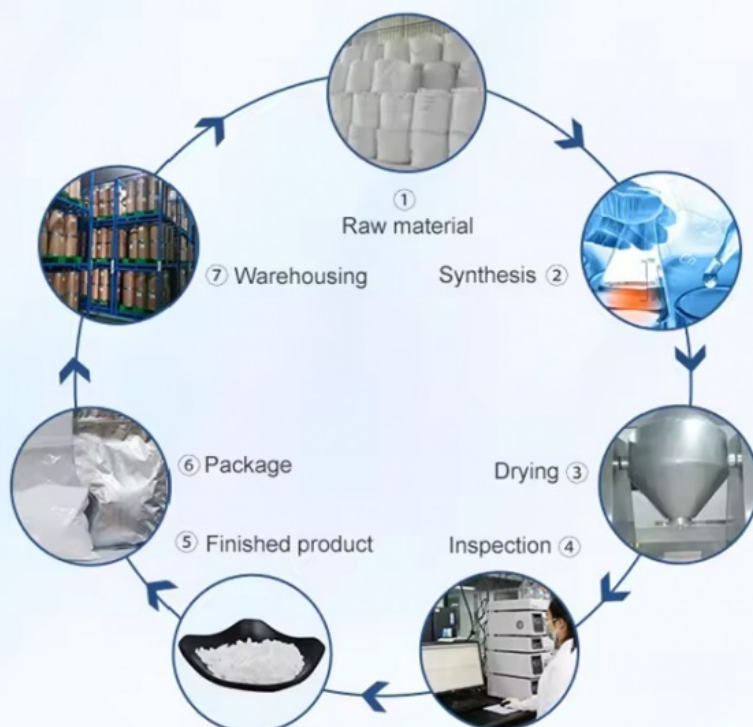 ①
Raw material
Synthesis ②
Drying ③
Inspection ④
⑤ Finished product
⑥ Package
⑦ Warehousing